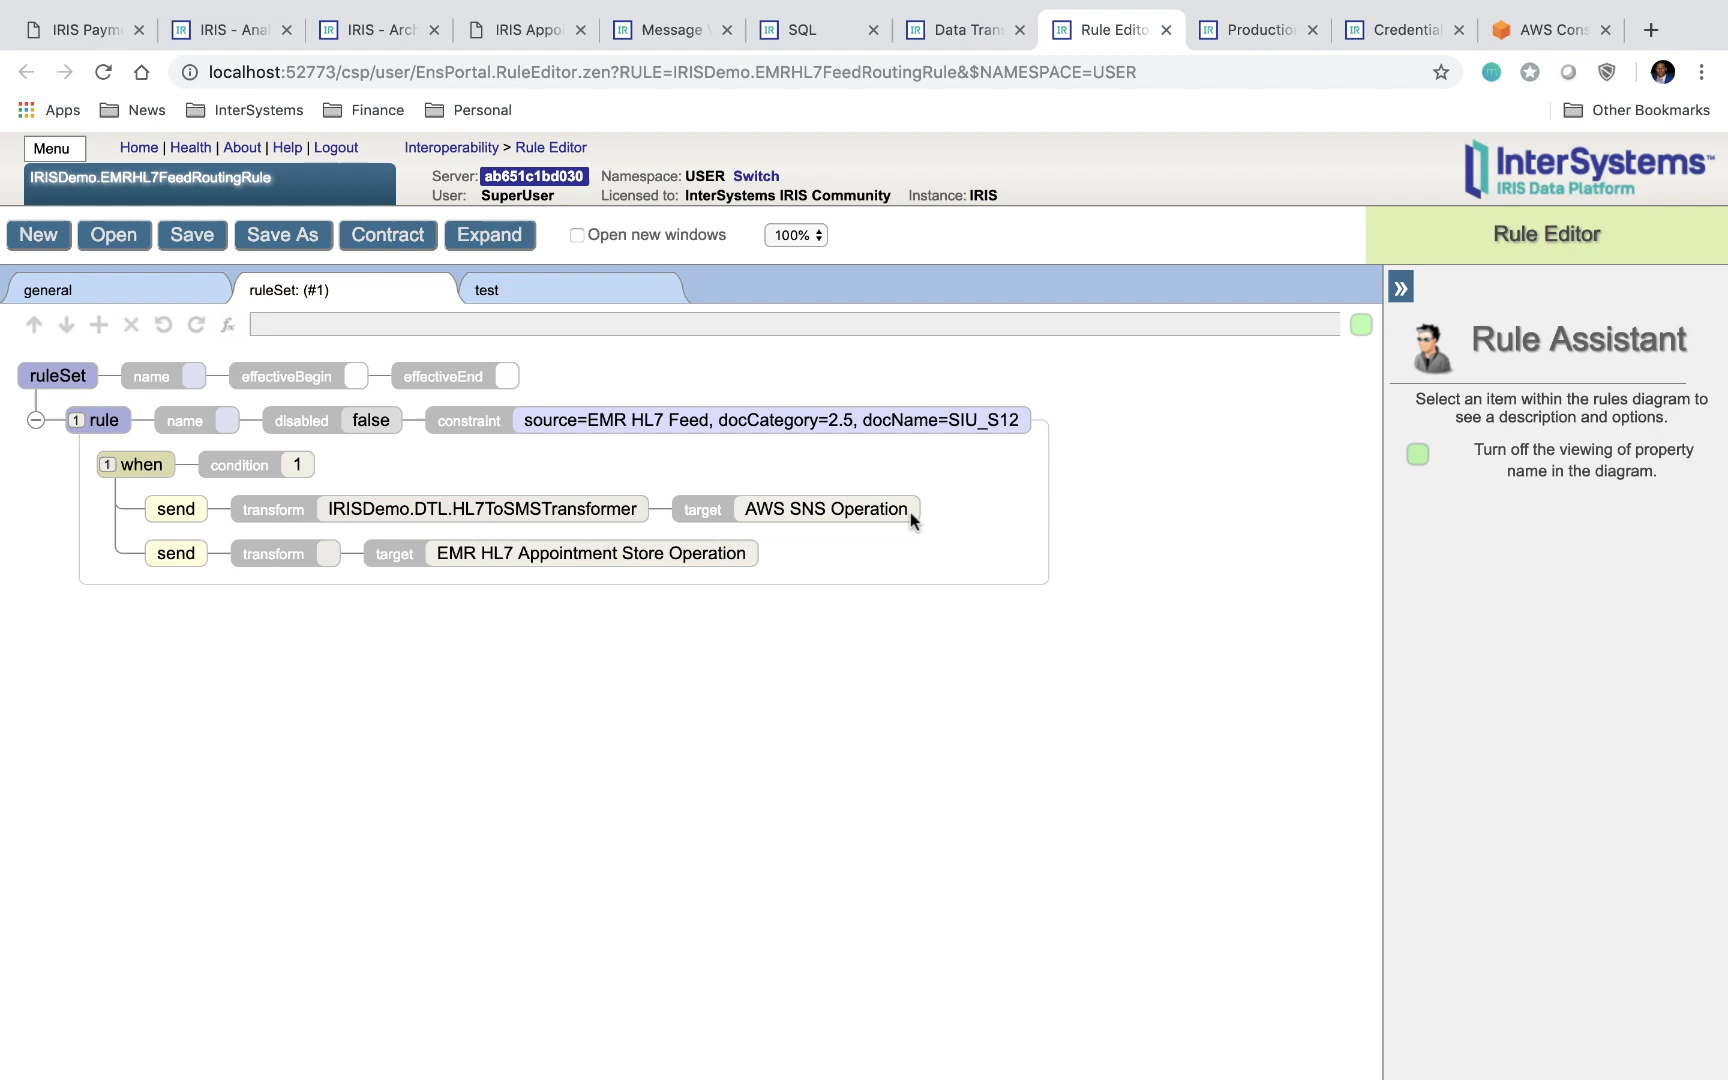 IRIS Paym
IRIS - Anal
IRIS - Arch
IRIS Appoi
Message V
SQL
Data Trans
Rule Edito
Production
Credential
AWS Cons
localhost:52773/csp/user/EnsPortal.RuleEditor.zen?RULE=IRISDemo.EMRHL7FeedRoutingRule&$NAMESPACE=USER
Apps News InterSystems Finance Personal Other Bookmarks
Menu Home | Health | About | Help | Logout Interoperability > Rule Editor
IRISDemo.EMRHL7FeedRoutingRule
Server: ab651c1bd030 Namespace: USER Switch
User: SuperUser Licensed to: InterSystems IRIS Community Instance: IRIS
InterSystems™
IRIS Data Platform
New Open Save Save As Contract Expand Open new windows 100% Rule Editor
general ruleSet: (#1) test
fx
ruleSet name effectiveBegin effectiveEnd
1 rule name disabled false constraint source=EMR HL7 Feed, docCategory=2.5, docName=SIU_S12
1 when condition 1
send transform IRISDemo.DTL.HL7ToSMSTransformer target AWS SNS Operation
send transform target EMR HL7 Appointment Store Operation
Rule Assistant
Select an item within the rules diagram to
see a description and options.
Turn off the viewing of property
name in the diagram.